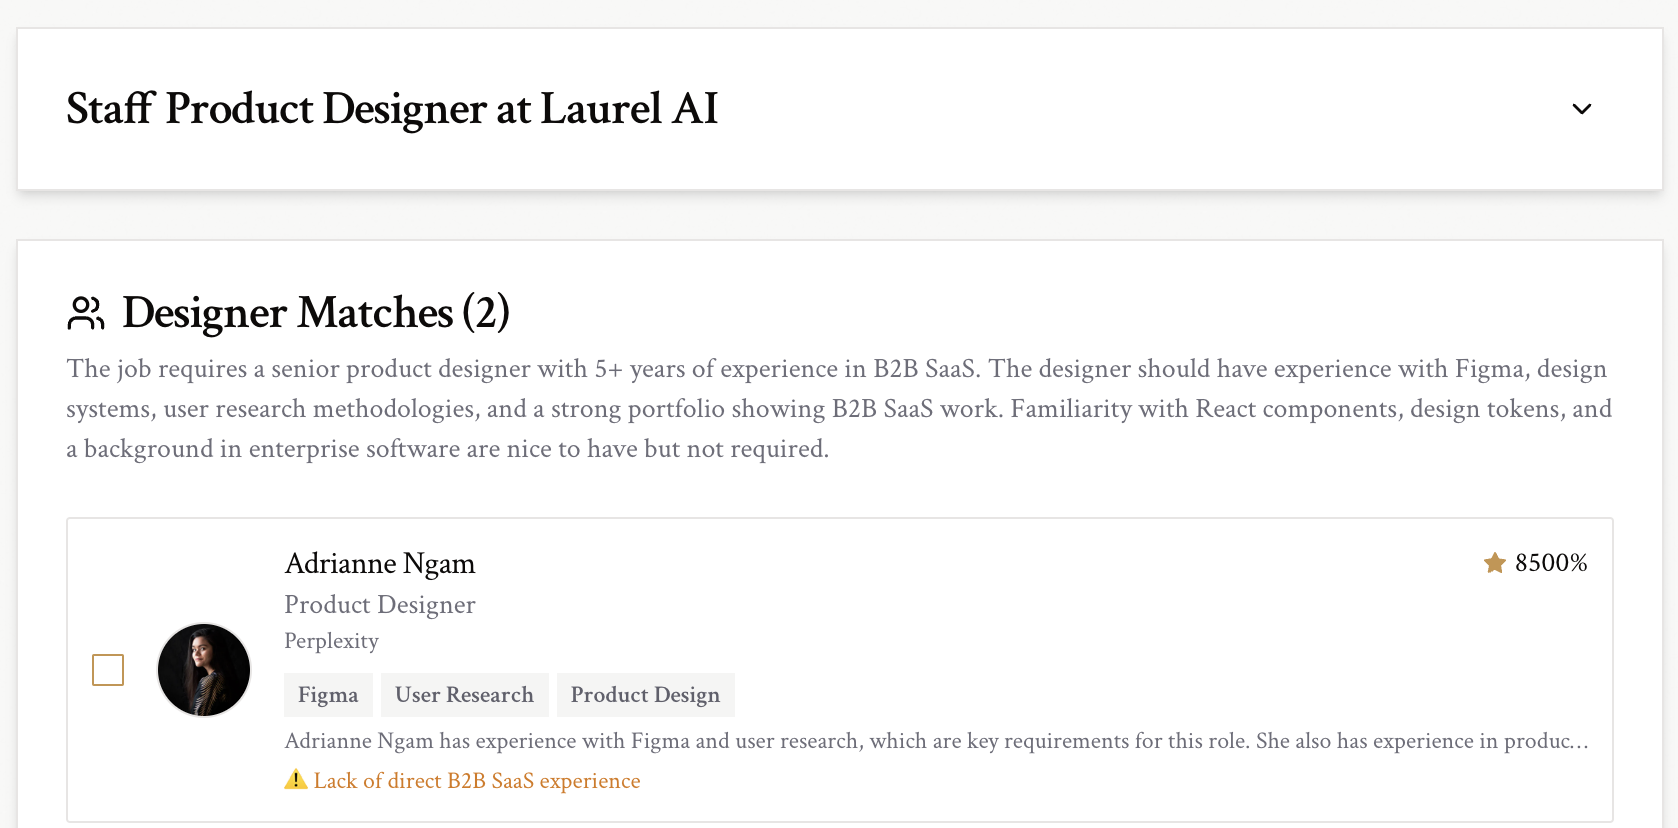 Staff Product Designer at Laurel AI
Designer Matches (2)
The job requires a senior product designer with 5+ years of experience in B2B SaaS. The designer should have experience with Figma, design
systems, user research methodologies, and a strong portfolio showing B2B SaaS work. Familiarity with React components, design tokens, and
a background in enterprise software are nice to have but not required.
Adrianne Ngam
8500%
Product Designer
Perplexity
Figma
User Research
Product Design
Adrianne Ngam has experience with Figma and user research, which are key requirements for this role. She also has experience in produc…
Lack of direct B2B SaaS experience